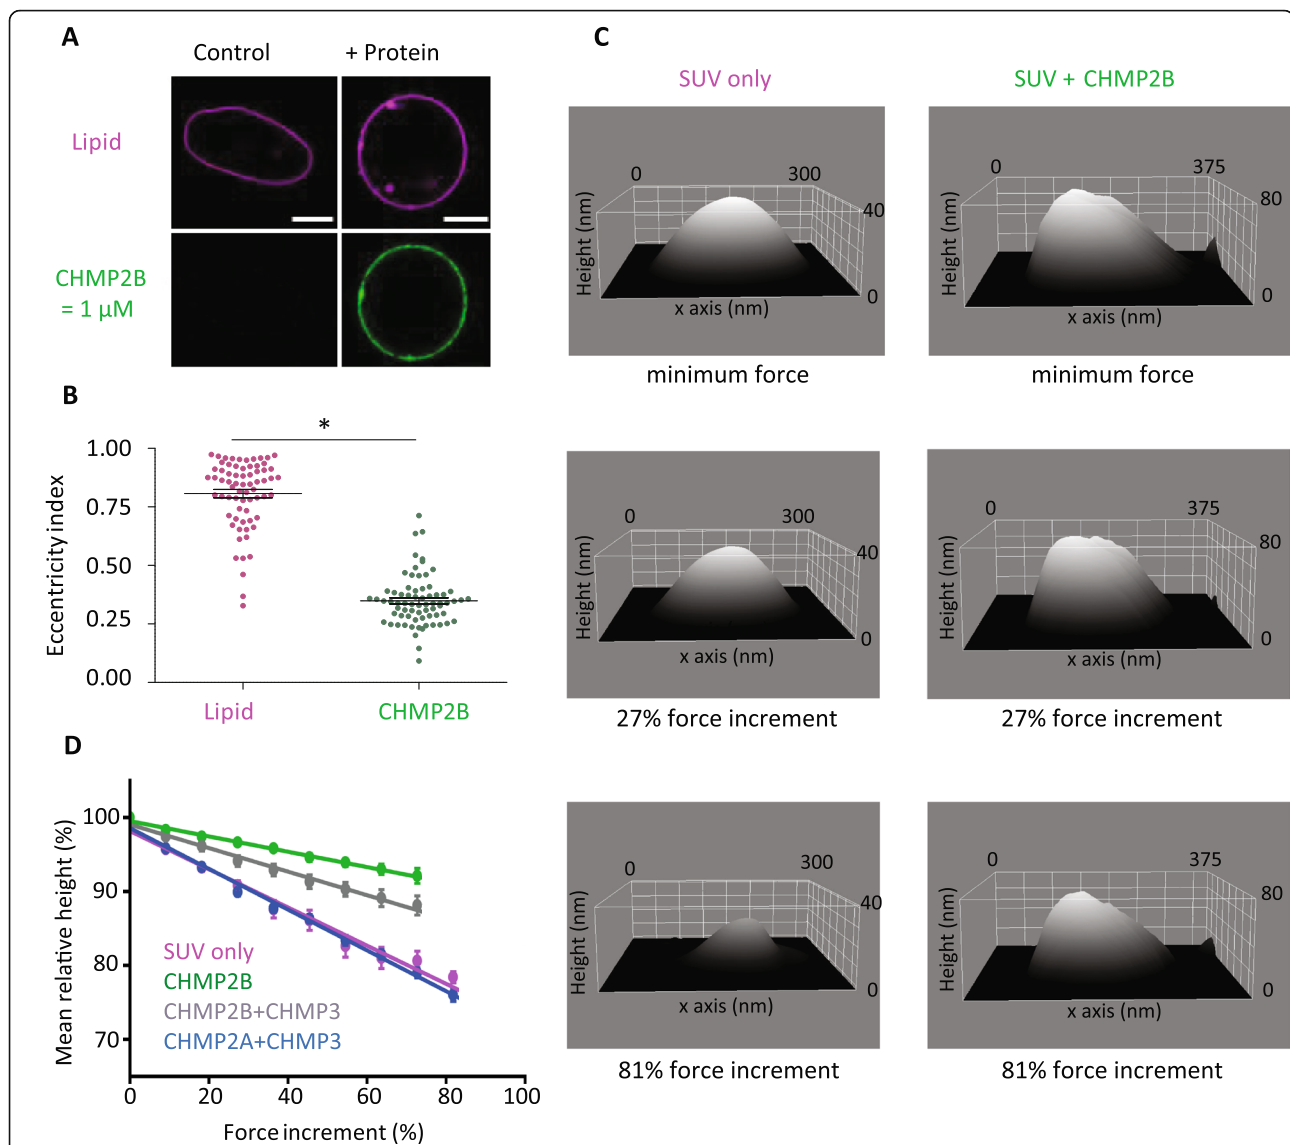 A
Control
+ Protein
Lipid
CHMP2B
= 1 µM
B
*
Eccentricity index
1.00
0.75
0.50
0.25
0.00
Lipid
CHMP2B
C
SUV only
SUV + CHMP2B
0
300
40
0
Height (nm)
x axis (nm)
minimum force
0
375
80
0
Height (nm)
x axis (nm)
minimum force
0
300
40
0
Height (nm)
x axis (nm)
27% force increment
0
375
80
0
Height (nm)
x axis (nm)
27% force increment
0
300
40
0
Height (nm)
x axis (nm)
81% force increment
0
375
80
0
Height (nm)
x axis (nm)
81% force increment
D
Mean relative height (%)
100
90
80
70
SUV only
CHMP2B
CHMP2B+CHMP3
CHMP2A+CHMP3
0
20
40
60
80
100
Force increment (%)